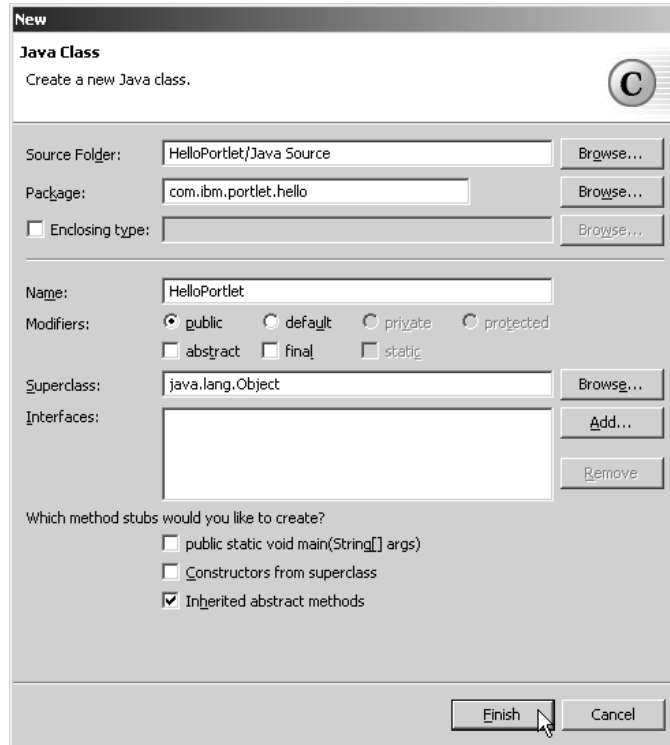 New
Java Class
Create a new Java class.
C
Source Folder: HelloPortlet/Java Source Browse...
Package: com.ibm.portlet.hello Browse...
Enclosing type: Browse...
Name: HelloPortlet
Modifiers: public default private protected
abstract final static
Superclass: java.lang.Object Browse...
Interfaces: Add...
Remove
Which method stubs would you like to create?
public static void main(String[] args)
Constructors from superclass
Inherited abstract methods
Finish Cancel